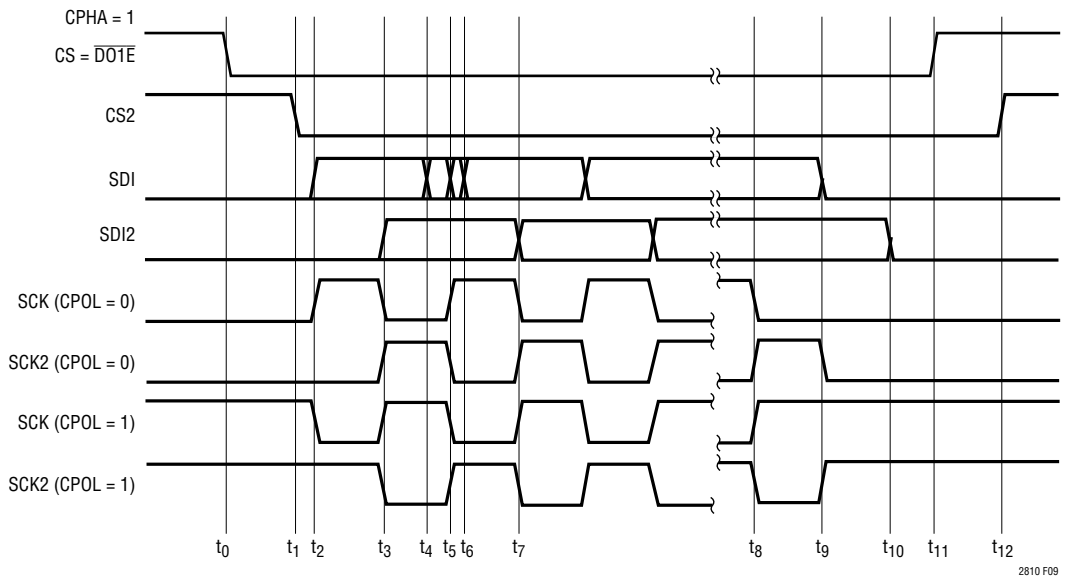 CPHA = 1
CS = D̅O̅1̅E̅
CS2
SDI
SDI2
SCK (CPOL = 0)
SCK2 (CPOL = 0)
SCK (CPOL = 1)
SCK2 (CPOL = 1)
t0 t1 t2 t3 t4 t5 t6 t7 t8 t9 t10 t11 t12
2810 F09